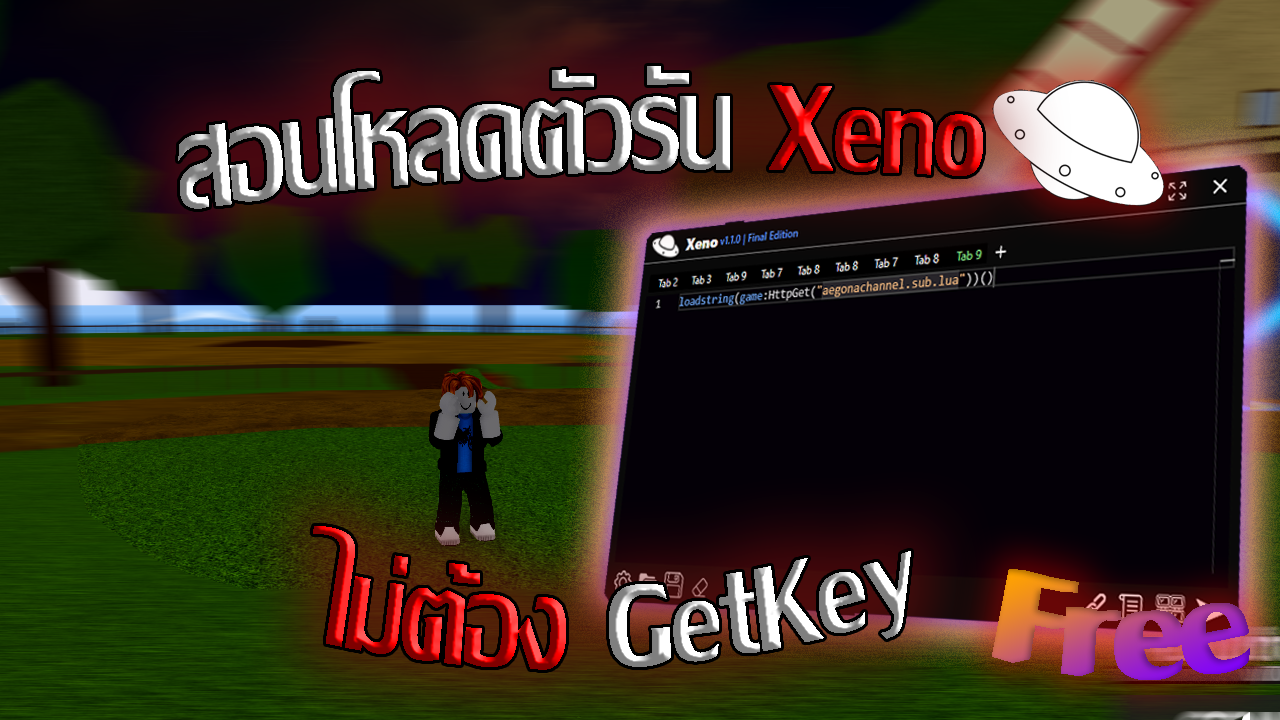 สอนโหลดตัวรัน Xeno
Xeno v1.1.0 | Final Edition
Tab 2 Tab 3 Tab 9 Tab 7 Tab 8 Tab 8 Tab 7 Tab 8 Tab 9 +
1 loadstring(game:HttpGet("aegonachannel.sub.lua"))()
ไม่ต้อง GetKey
Free